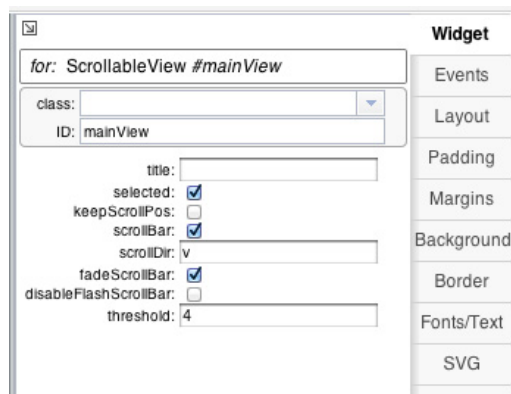 for: ScrollableView #mainView
class:
ID: mainView
title:
selected:
keepScrollPos:
scrollBar:
scrollDir: v
fadeScrollBar:
disableFlashScrollBar:
threshold: 4
Widget
Events
Layout
Padding
Margins
Background
Border
Fonts/Text
SVG